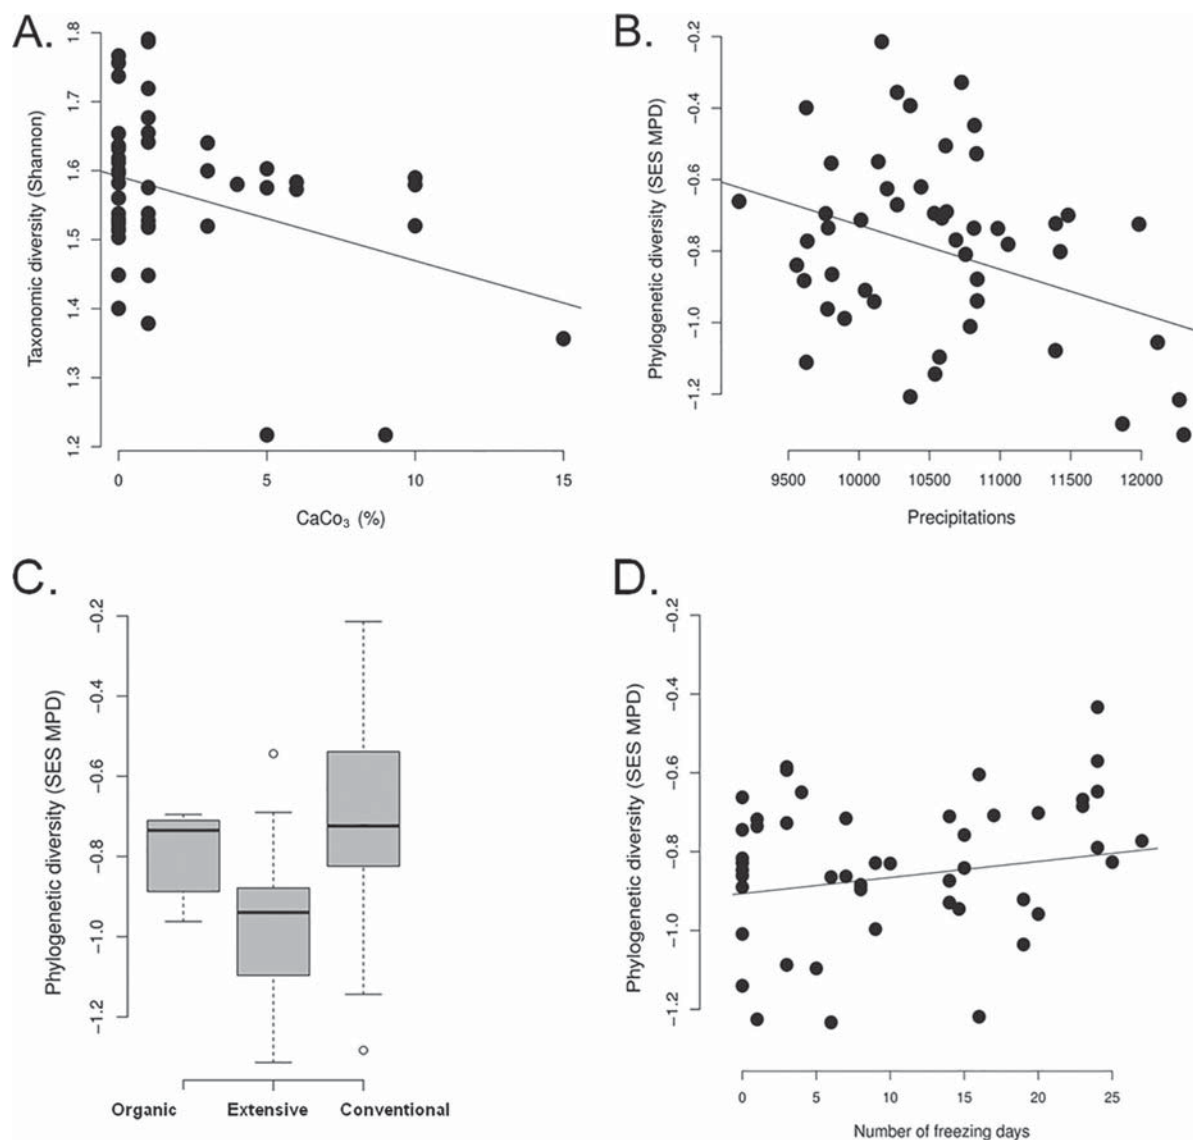 A.
Taxonomic diversity (Shannon)
1.8
1.7
1.6
1.5
1.4
1.3
1.2
0
5
10
15
CaCo₃ (%)
B.
Phylogenetic diversity (SES MPD)
−0.2
−0.4
−0.6
−0.8
−1.0
−1.2
9500
10000
10500
11000
11500
12000
Precipitations
C.
Phylogenetic diversity (SES MPD)
−0.2
−0.4
−0.6
−0.8
−1.0
−1.2
Organic
Extensive
Conventional
D.
Phylogenetic diversity (SES MPD)
−0.2
−0.4
−0.6
−0.8
−1.0
−1.2
0
5
10
15
20
25
Number of freezing days